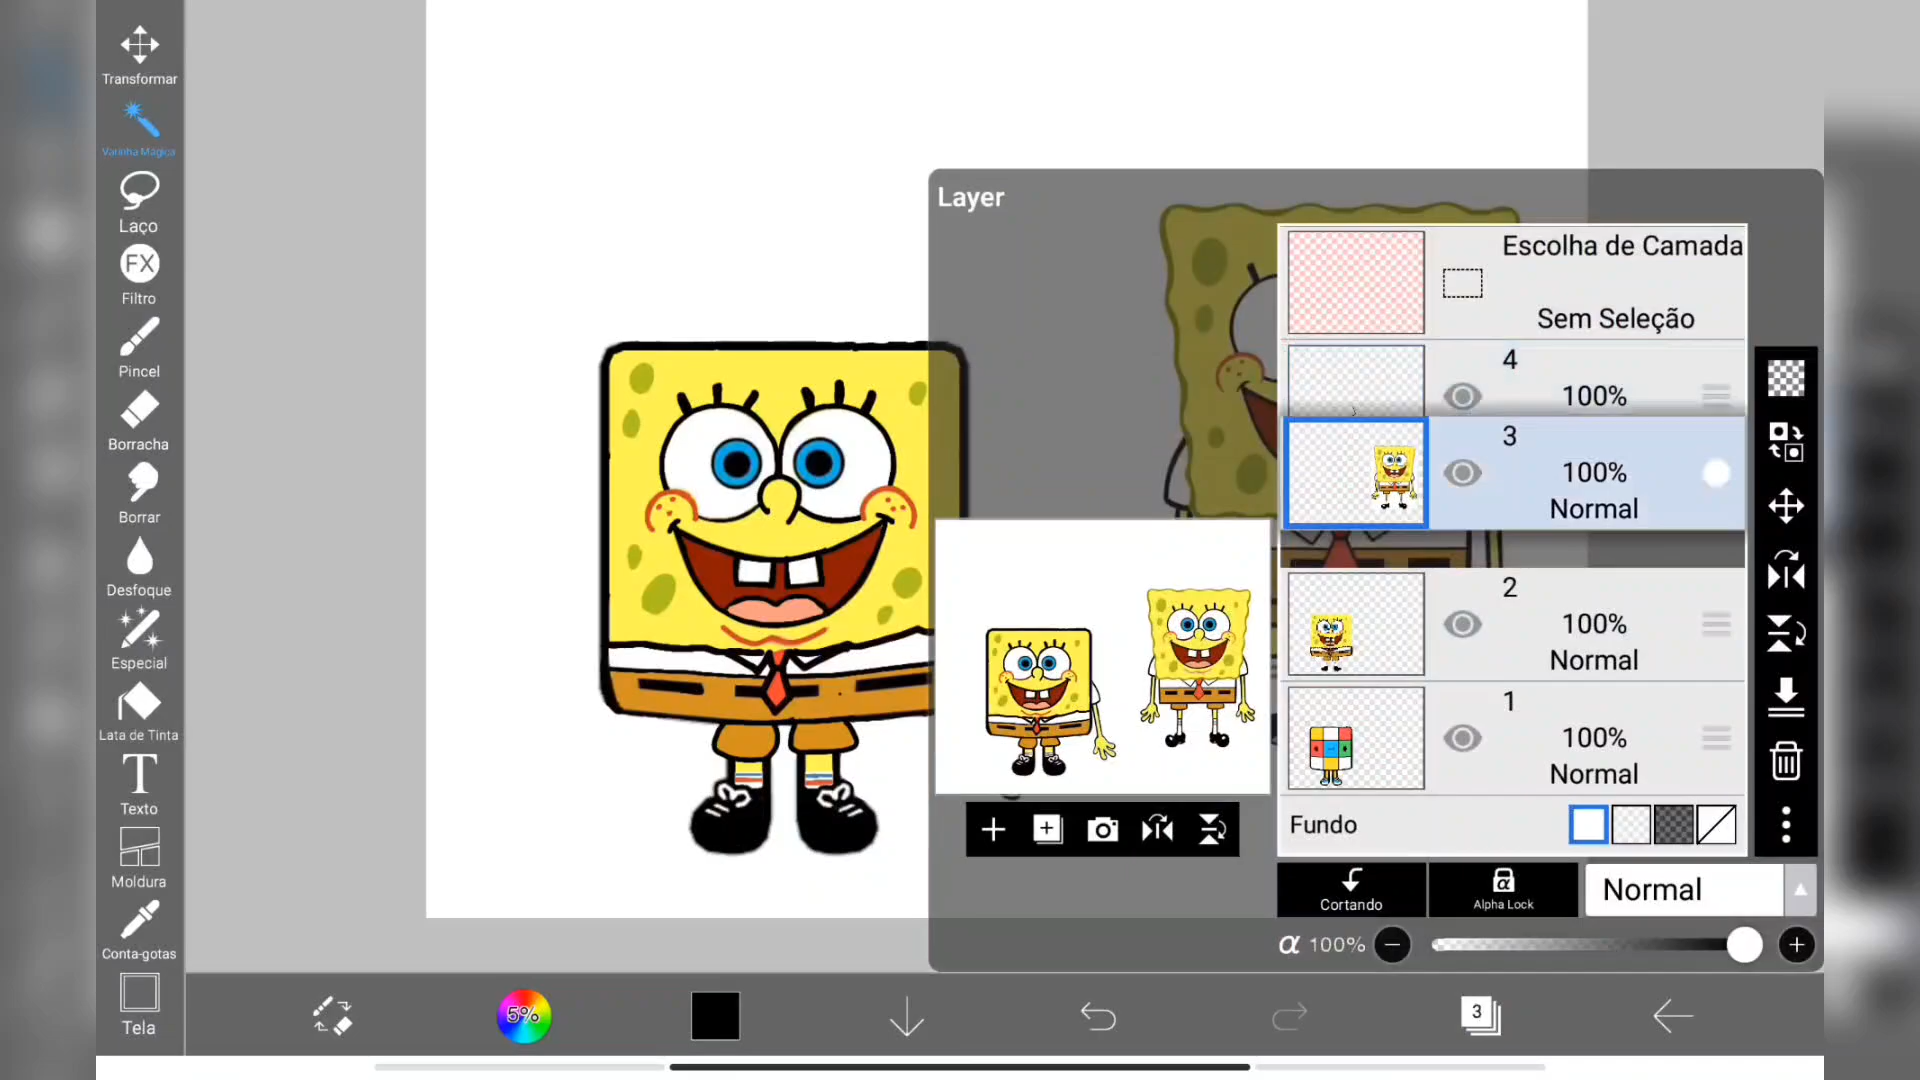 Transformar
Varinha Mágica
Laço
FX
Filtro
Pincel
Borracha
Borrar
Desfoque
Especial
Lata de Tinta
T
Texto
Moldura
Conta-gotas
Tela
Layer
Escolha de Camada
Sem Seleção
4
100%
3
100%
Normal
2
100%
Normal
1
100%
Normal
Fundo
Cortando
α
Alpha Lock
Normal
α 100%
5%
3